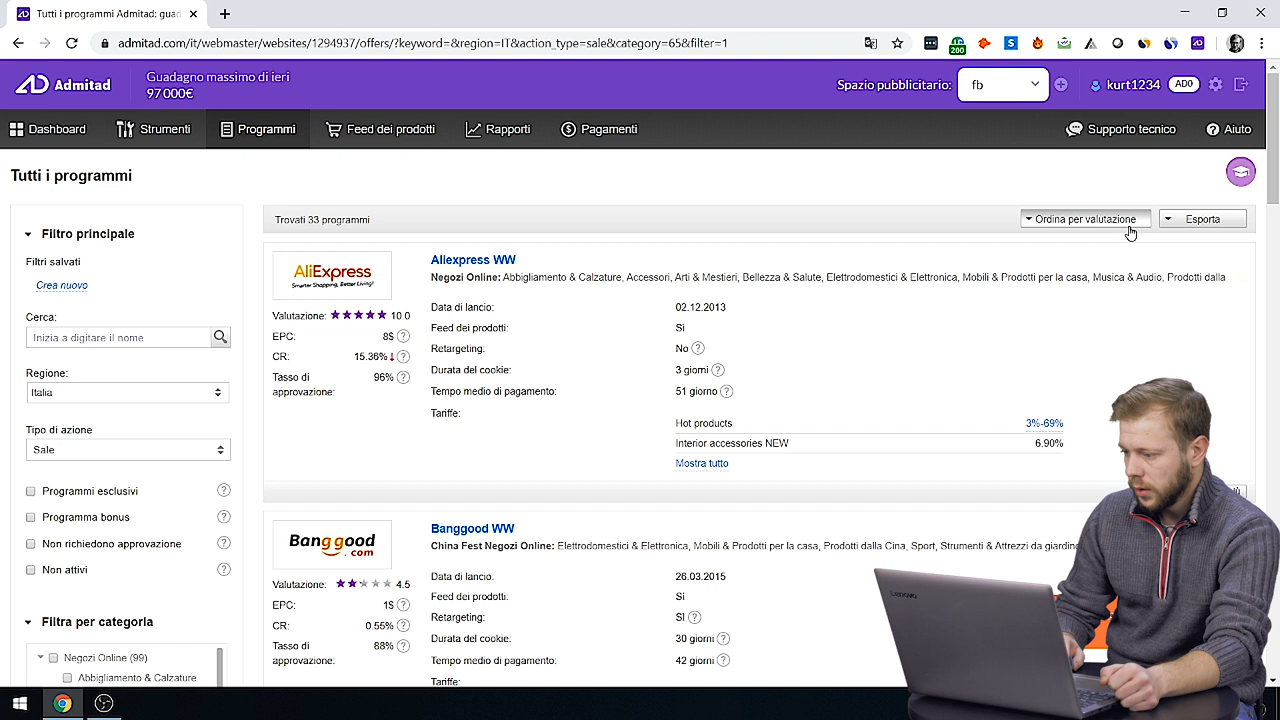 Tutti i programmi Admitad: guad
admitad.com/it/webmaster/websites/1294937/offers/?keyword=&region=IT&action_type=sale&category=65&filter=1
200
S
Admitad
Guadagno massimo di ieri
97 000€
Spazio pubblicitario:
fb
kurt1234
AD0
Dashboard
Strumenti
Programmi
Feed dei prodotti
Rapporti
Pagamenti
Supporto tecnico
Aiuto
Tutti i programmi
Filtro principale
Filtri salvati
Crea nuovo
Cerca:
Inizia a digitare il nome
Regione:
Italia
Tipo di azione
Sale
Programmi esclusivi
Programma bonus
Non richiedono approvazione
Non attivi
Filtra per categoria
Negozi Online (99)
Abbigliamento & Calzature
Trovati 33 programmi
Ordina per valutazione
Esporta
AliExpress
Smarter Shopping, Better Living!
Valutazione: 10.0
EPC: 8$
CR: 15.36%
Tasso di approvazione: 96%
Aliexpress WW
Negozi Online: Abbigliamento & Calzature, Accessori, Arti & Mestieri, Bellezza & Salute, Elettrodomestici & Elettronica, Mobili & Prodotti per la casa, Musica & Audio, Prodotti dalla
Data di lancio: 02.12.2013
Feed dei prodotti: Sì
Retargeting: No
Durata del cookie: 3 giorni
Tempo medio di pagamento: 51 giorno
Tariffe:
Hot products 3%-69%
Interior accessories NEW 6.90%
Mostra tutto
Banggood
.com
Valutazione: 4.5
EPC: 1$
CR: 0.55%
Tasso di approvazione: 88%
Banggood WW
China Fest Negozi Online: Elettrodomestici & Elettronica, Mobili & Prodotti per la casa, Prodotti dalla Cina, Sport, Strumenti & Attrezzi da giardin
Data di lancio: 26.03.2015
Feed dei prodotti: Sì
Retargeting: Sì
Durata del cookie: 30 giorni
Tempo medio di pagamento: 42 giorni
Tariffe:
Lenovo